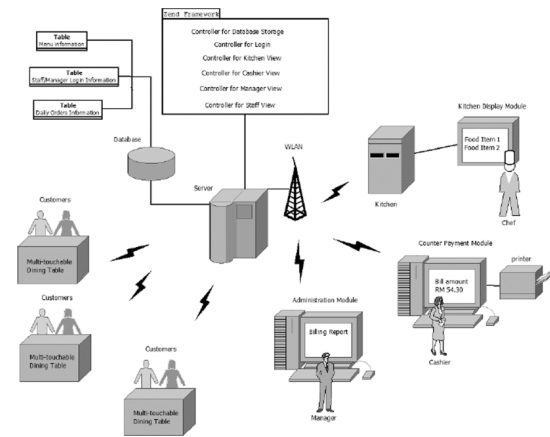 Zend Framework
Controller for Database Storage
Controller for Login
Controller for Kitchen View
Controller for Cashier View
Controller for Manager View
Controller for Staff View
Table
Menu Information
Table
Staff/Manager Login Information
Table
Daily Orders Information
Database
Server
WLAN
Kitchen
Kitchen Display Module
Food Item 1
Food Item 2
Chef
Customers
Multi-touchable
Dining Table
Customers
Multi-touchable
Dining Table
Customers
Multi-touchable
Dining Table
Administration Module
Billing Report
Manager
Counter Payment Module
Bill amount
RM 54.30
printer
Cashier